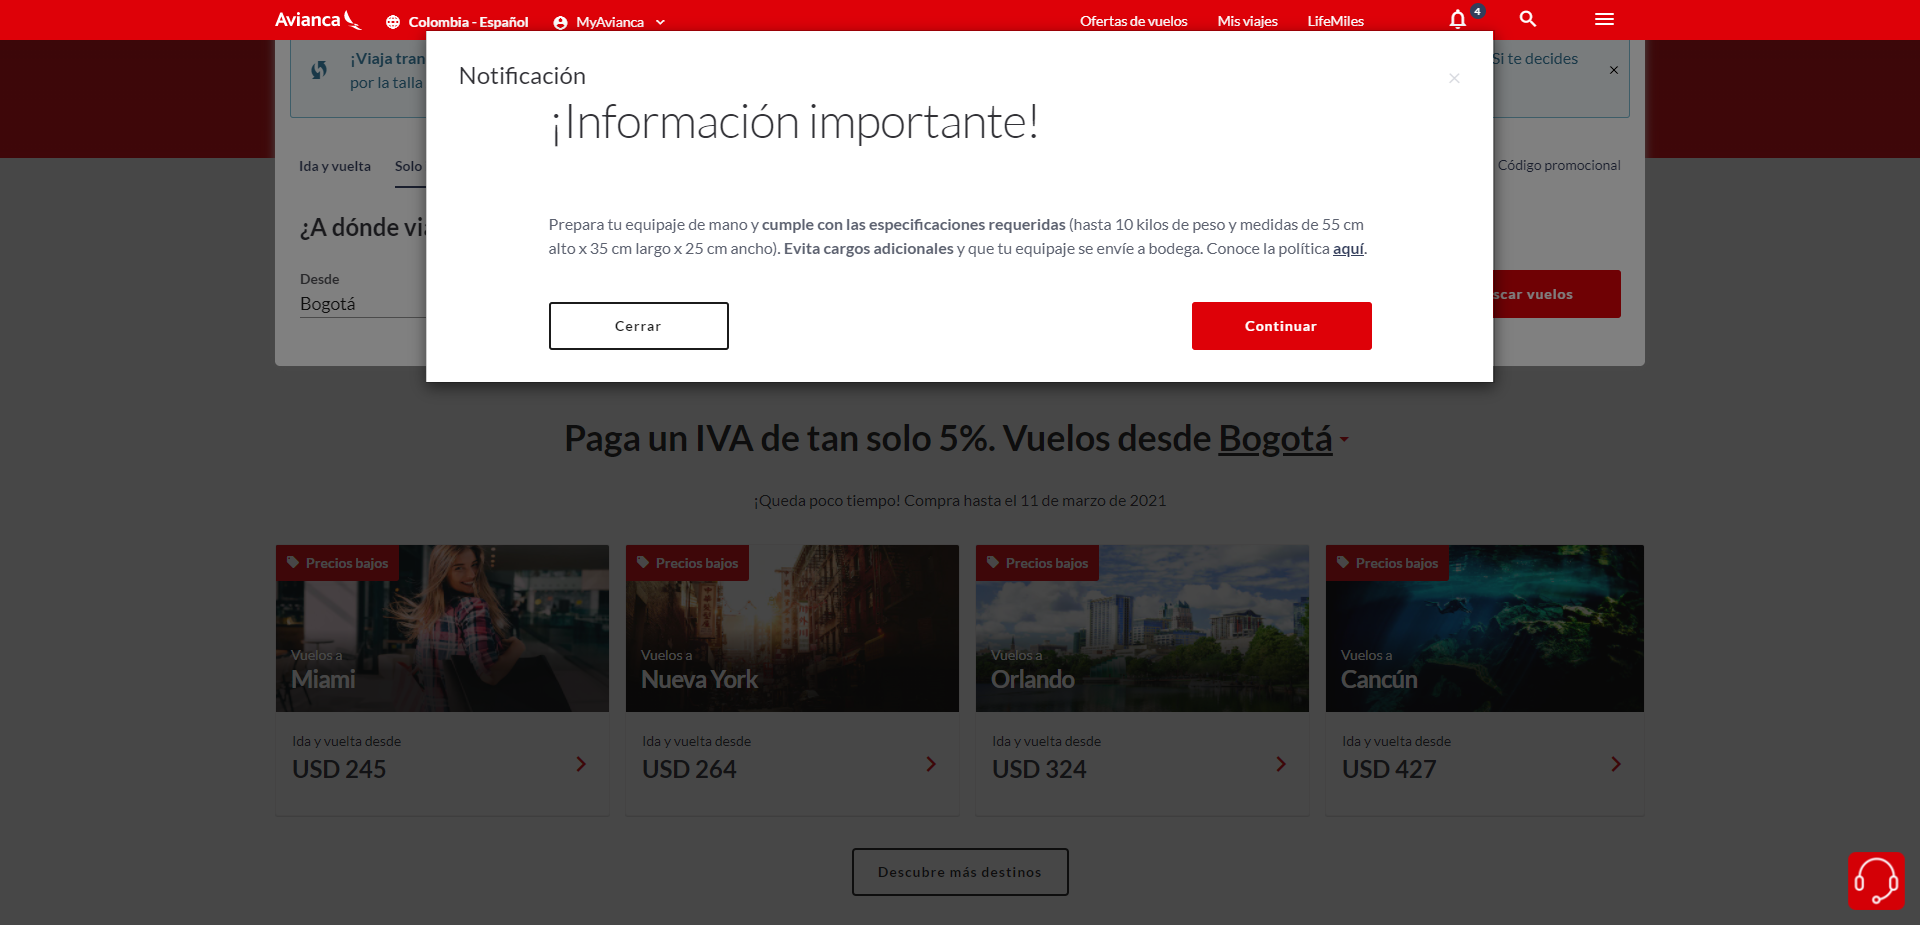 Avianca
Colombia - Español
MyAvianca
Ofertas de vuelos
Mis viajes
LifeMiles
4
¡Viaja tran
Si te decides
por la talla
Notificación
¡Información importante!
Ida y vuelta
Solo
Código promocional
¿A dónde via
Prepara tu equipaje de mano y cumple con las especificaciones requeridas (hasta 10 kilos de peso y medidas de 55 cm
alto x 35 cm largo x 25 cm ancho). Evita cargos adicionales y que tu equipaje se envíe a bodega. Conoce la política aquí.
Desde
Bogotá
scar vuelos
Cerrar
Continuar
Paga un IVA de tan solo 5%. Vuelos desde Bogotá
¡Queda poco tiempo! Compra hasta el 11 de marzo de 2021
Precios bajos
Vuelos a
Miami
Ida y vuelta desde
USD 245
Precios bajos
Vuelos a
Nueva York
Ida y vuelta desde
USD 264
Precios bajos
Vuelos a
Orlando
Ida y vuelta desde
USD 324
Precios bajos
Vuelos a
Cancún
Ida y vuelta desde
USD 427
Descubre más destinos